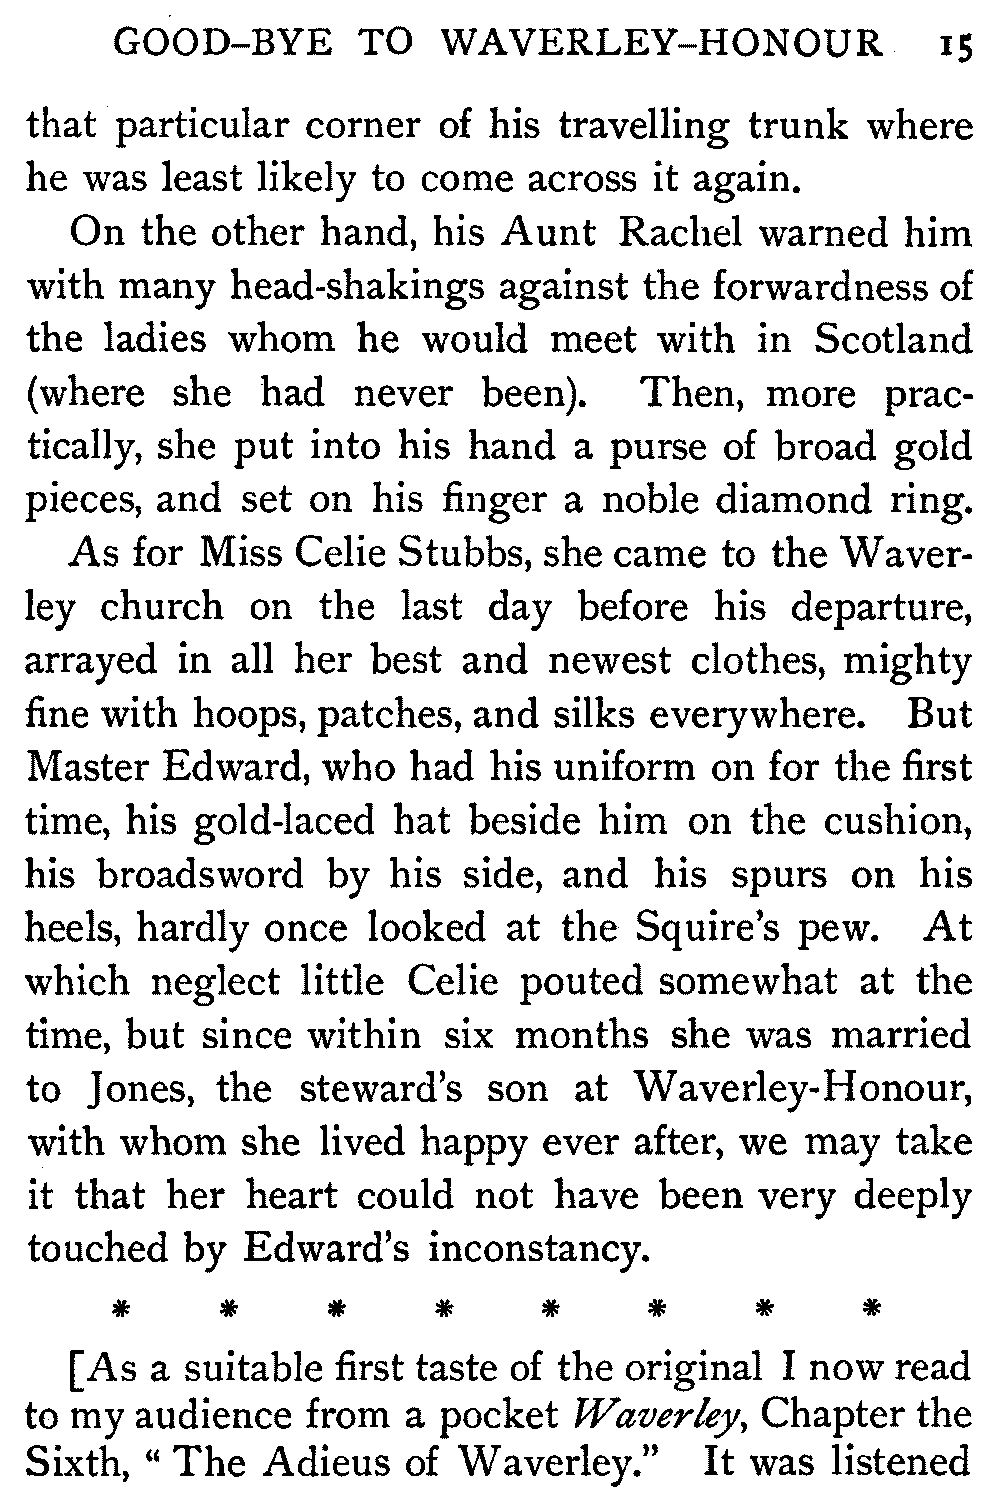 GOOD-BYE TO WAVERLEY-HONOUR 15
that particular corner of his travelling trunk where
he was least likely to come across it again.
On the other hand, his Aunt Rachel warned him
with many head-shakings against the forwardness of
the ladies whom he would meet with in Scotland
(where she had never been). Then, more prac-
tically, she put into his hand a purse of broad gold
pieces, and set on his finger a noble diamond ring.
As for Miss Celie Stubbs, she came to the Waver-
ley church on the last day before his departure,
arrayed in all her best and newest clothes, mighty
fine with hoops, patches, and silks everywhere. But
Master Edward, who had his uniform on for the first
time, his gold-laced hat beside him on the cushion,
his broadsword by his side, and his spurs on his
heels, hardly once looked at the Squire's pew. At
which neglect little Celie pouted somewhat at the
time, but since within six months she was married
to Jones, the steward's son at Waverley-Honour,
with whom she lived happy ever after, we may take
it that her heart could not have been very deeply
touched by Edward's inconstancy.
* * * * * * * *
[As a suitable first taste of the original I now read
to my audience from a pocket Waverley, Chapter the
Sixth, "The Adieus of Waverley." It was listened